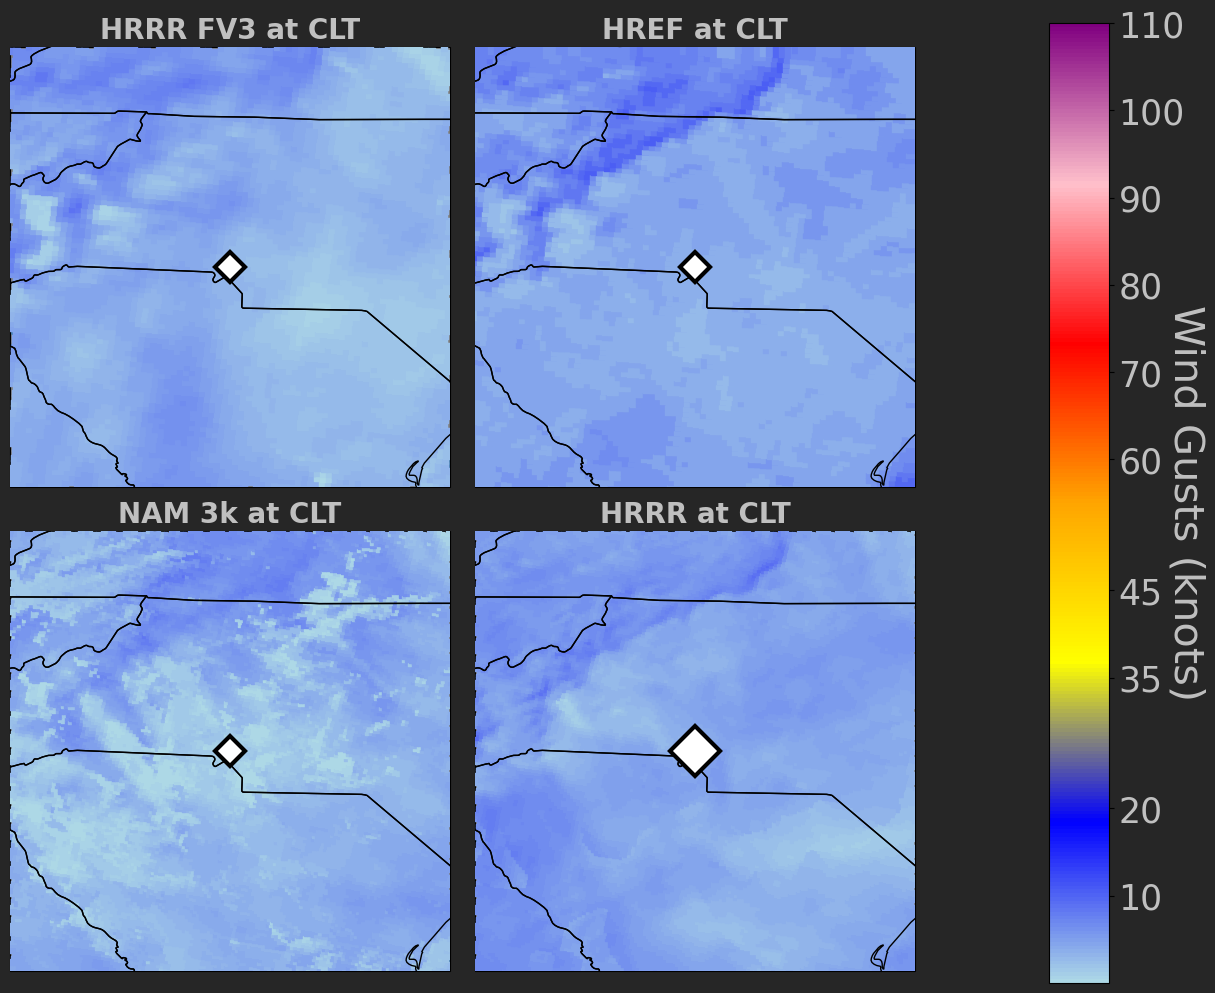 HRRR FV3 at CLT
HREF at CLT
NAM 3k at CLT
HRRR at CLT
110
100
90
80
70
60
45
35
20
10
Wind Gusts (knots)